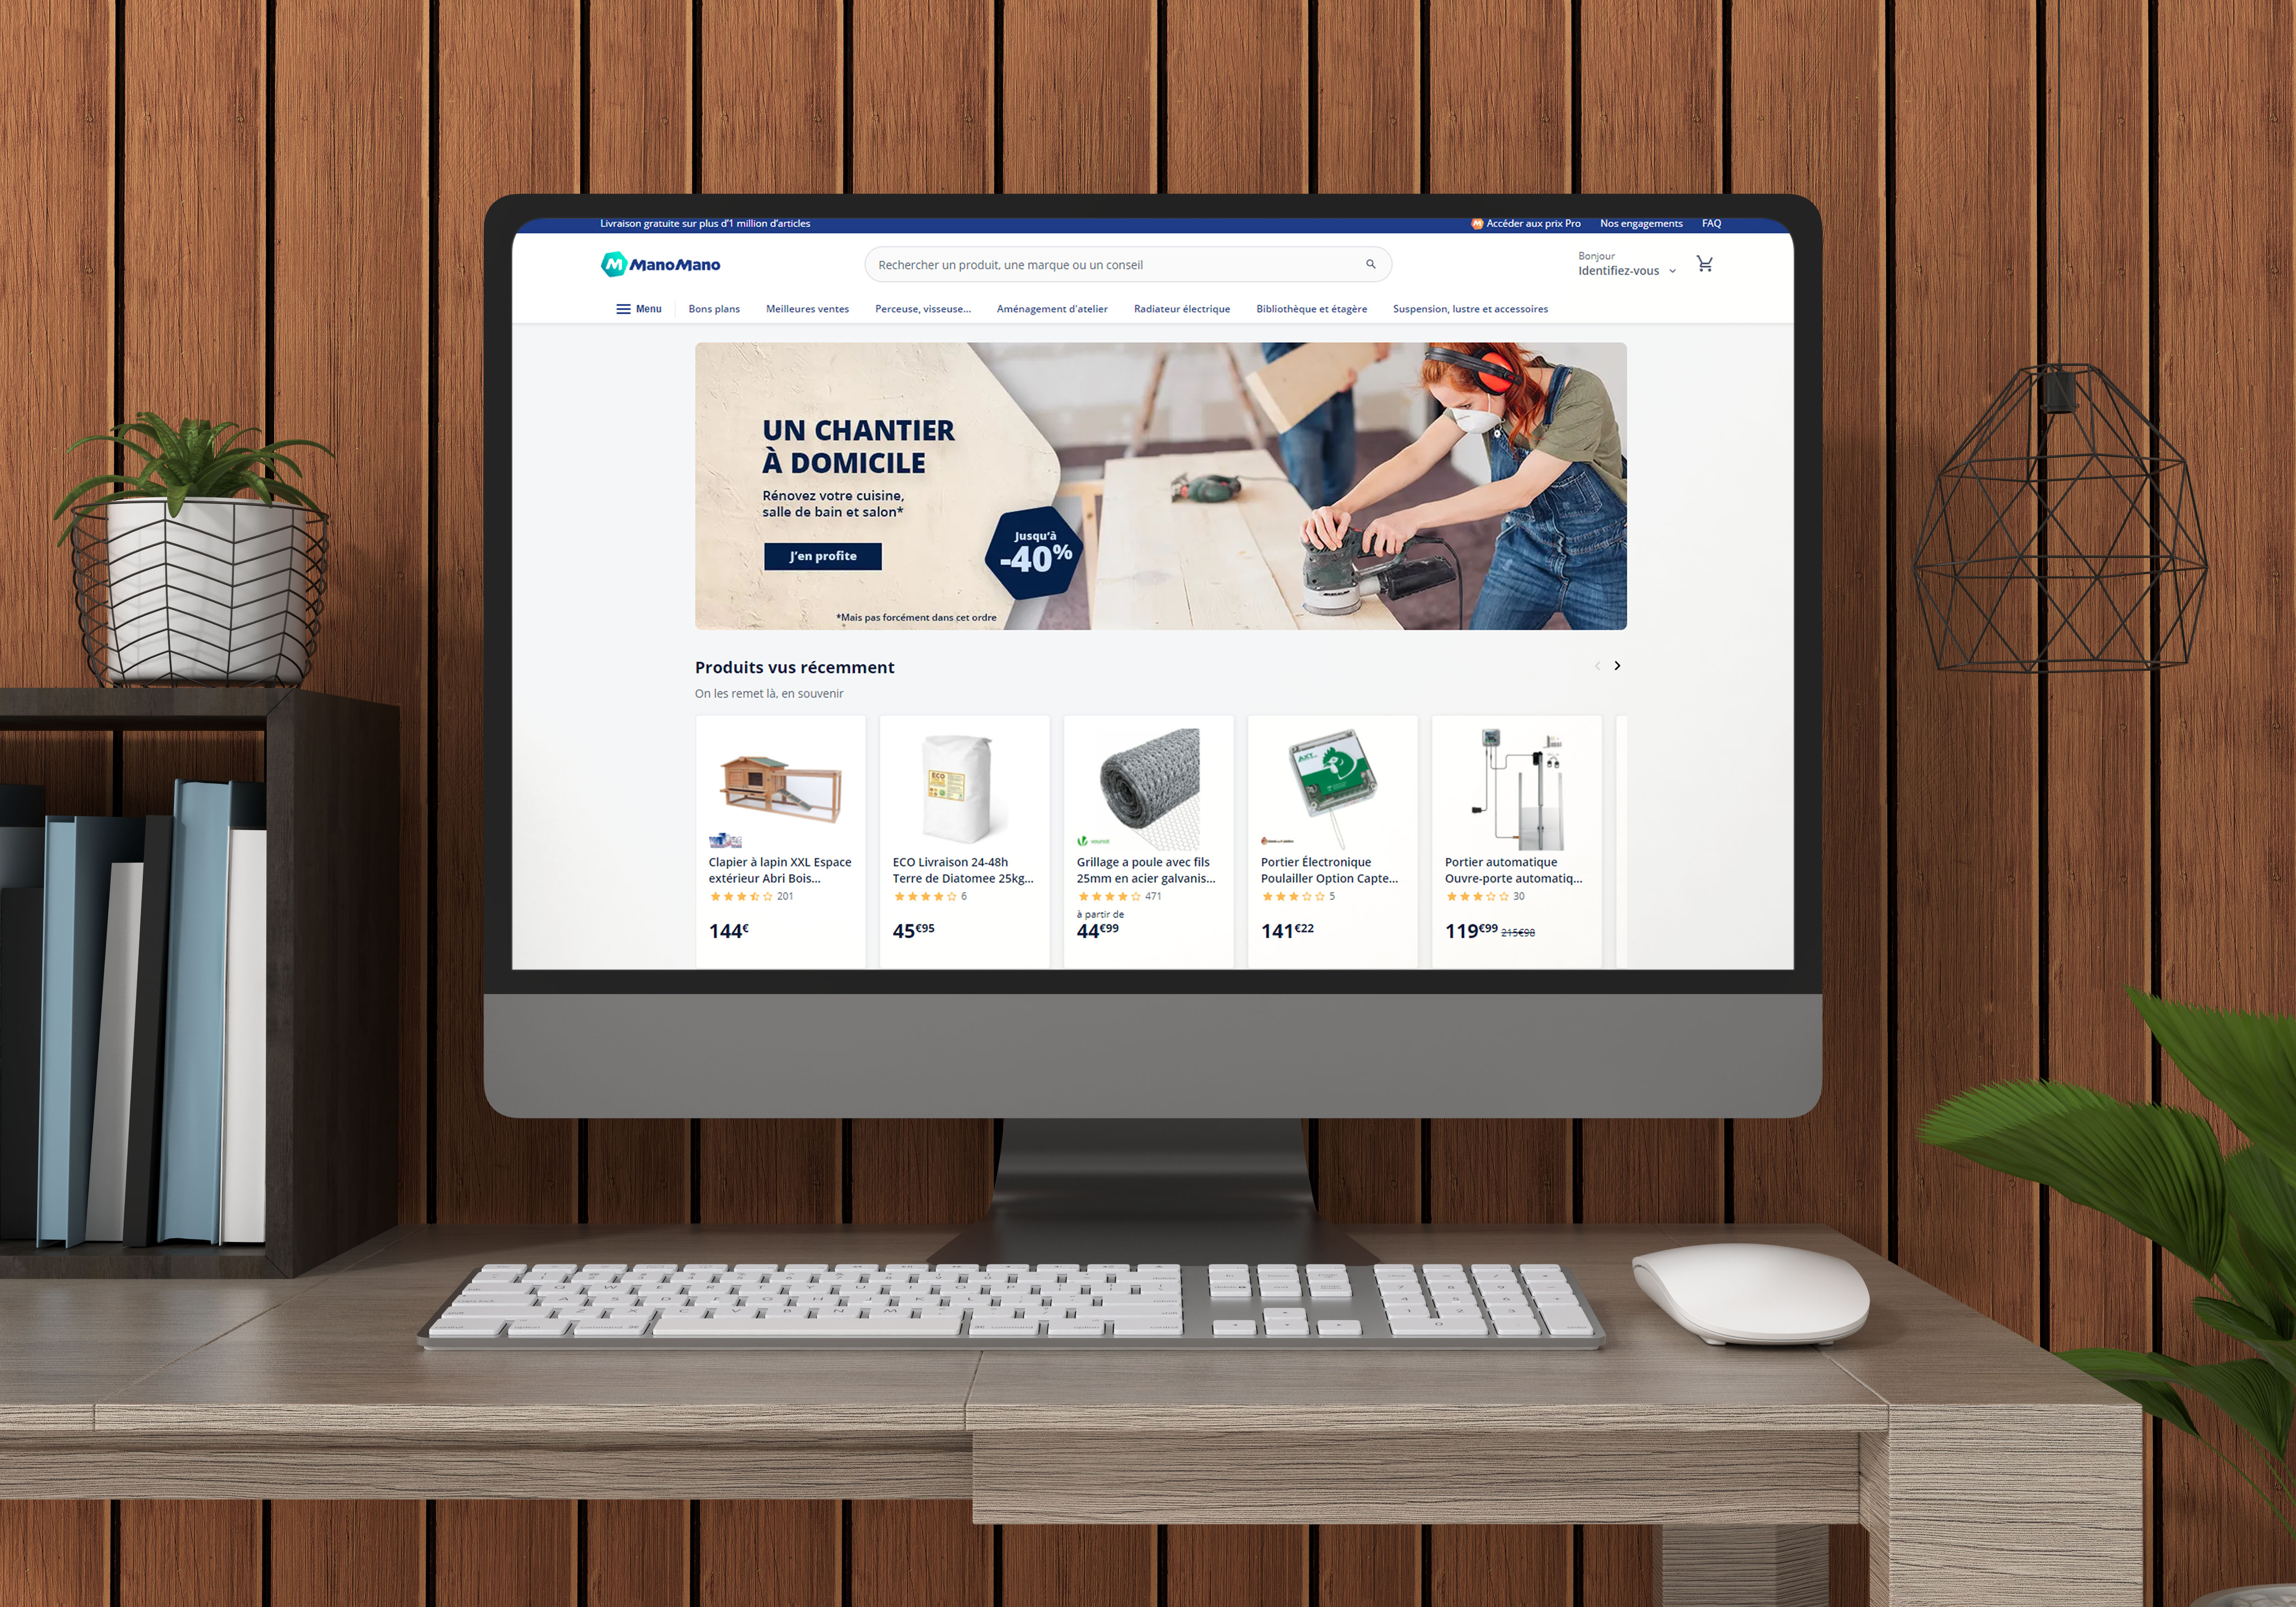 Livraison gratuite sur plus d'1 million d'articles
Accéder aux prix Pro Nos engagements FAQ
ManoMano
Rechercher un produit, une marque ou un conseil
Bonjour
Identifiez-vous
Menu Bons plans Meilleures ventes Perceuse, visseuse... Aménagement d'atelier Radiateur électrique Bibliothèque et étagère Suspension, lustre et accessoires
UN CHANTIER
À DOMICILE
Rénovez votre cuisine,
salle de bain et salon*
J'en profite
Jusqu'à
-40%
*Mais pas forcément dans cet ordre
Produits vus récemment
On les remet là, en souvenir
ECO
AXT
Clapier à lapin XXL Espace
extérieur Abri Bois...
201
144€
ECO Livraison 24-48h
Terre de Diatomee 25kg...
6
45€95
Grillage a poule avec fils
25mm en acier galvanis...
471
à partir de
44€99
Portier Électronique
Poulailler Option Capte...
5
141€22
Portier automatique
Ouvre-porte automatiq...
30
119€99 215€98